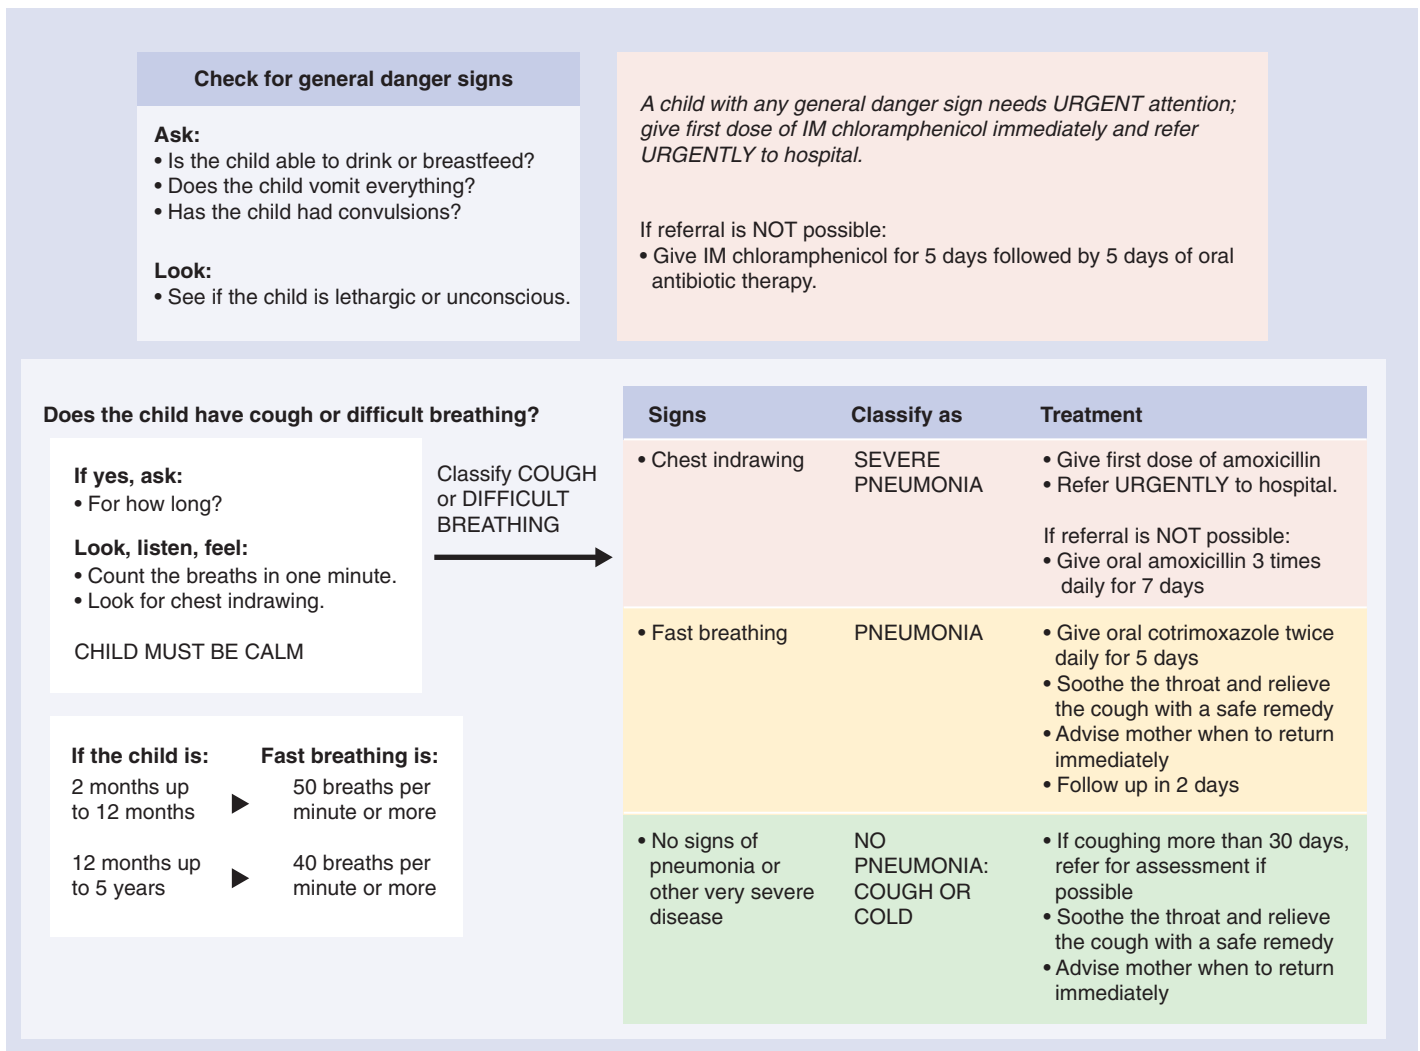 Check for general danger signs
Ask:
• Is the child able to drink or breastfeed?
• Does the child vomit everything?
• Has the child had convulsions?
Look:
• See if the child is lethargic or unconscious.
A child with any general danger sign needs URGENT attention;
give first dose of IM chloramphenicol immediately and refer
URGENTLY to hospital.
If referral is NOT possible:
• Give IM chloramphenicol for 5 days followed by 5 days of oral
antibiotic therapy.
Does the child have cough or difficult breathing?
If yes, ask:
• For how long?
Look, listen, feel:
• Count the breaths in one minute.
• Look for chest indrawing.
CHILD MUST BE CALM
Classify COUGH
or DIFFICULT
BREATHING
If the child is:
Fast breathing is:
2 months up
to 12 months
50 breaths per
minute or more
12 months up
to 5 years
40 breaths per
minute or more
Signs
Classify as
Treatment
• Chest indrawing
SEVERE
PNEUMONIA
• Give first dose of amoxicillin
• Refer URGENTLY to hospital.
If referral is NOT possible:
• Give oral amoxicillin 3 times
daily for 7 days
• Fast breathing
PNEUMONIA
• Give oral cotrimoxazole twice
daily for 5 days
• Soothe the throat and relieve
the cough with a safe remedy
• Advise mother when to return
immediately
• Follow up in 2 days
• No signs of
pneumonia or
other very severe
disease
NO
PNEUMONIA:
COUGH OR
COLD
• If coughing more than 30 days,
refer for assessment if
possible
• Soothe the throat and relieve
the cough with a safe remedy
• Advise mother when to return
immediately